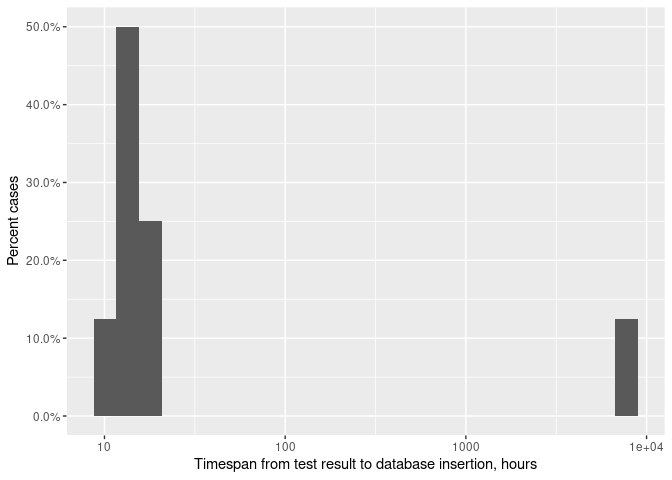 50.0%
40.0%
30.0%
20.0%
10.0%
0.0%
Percent cases
10 100 1000 1e+04
Timespan from test result to database insertion, hours